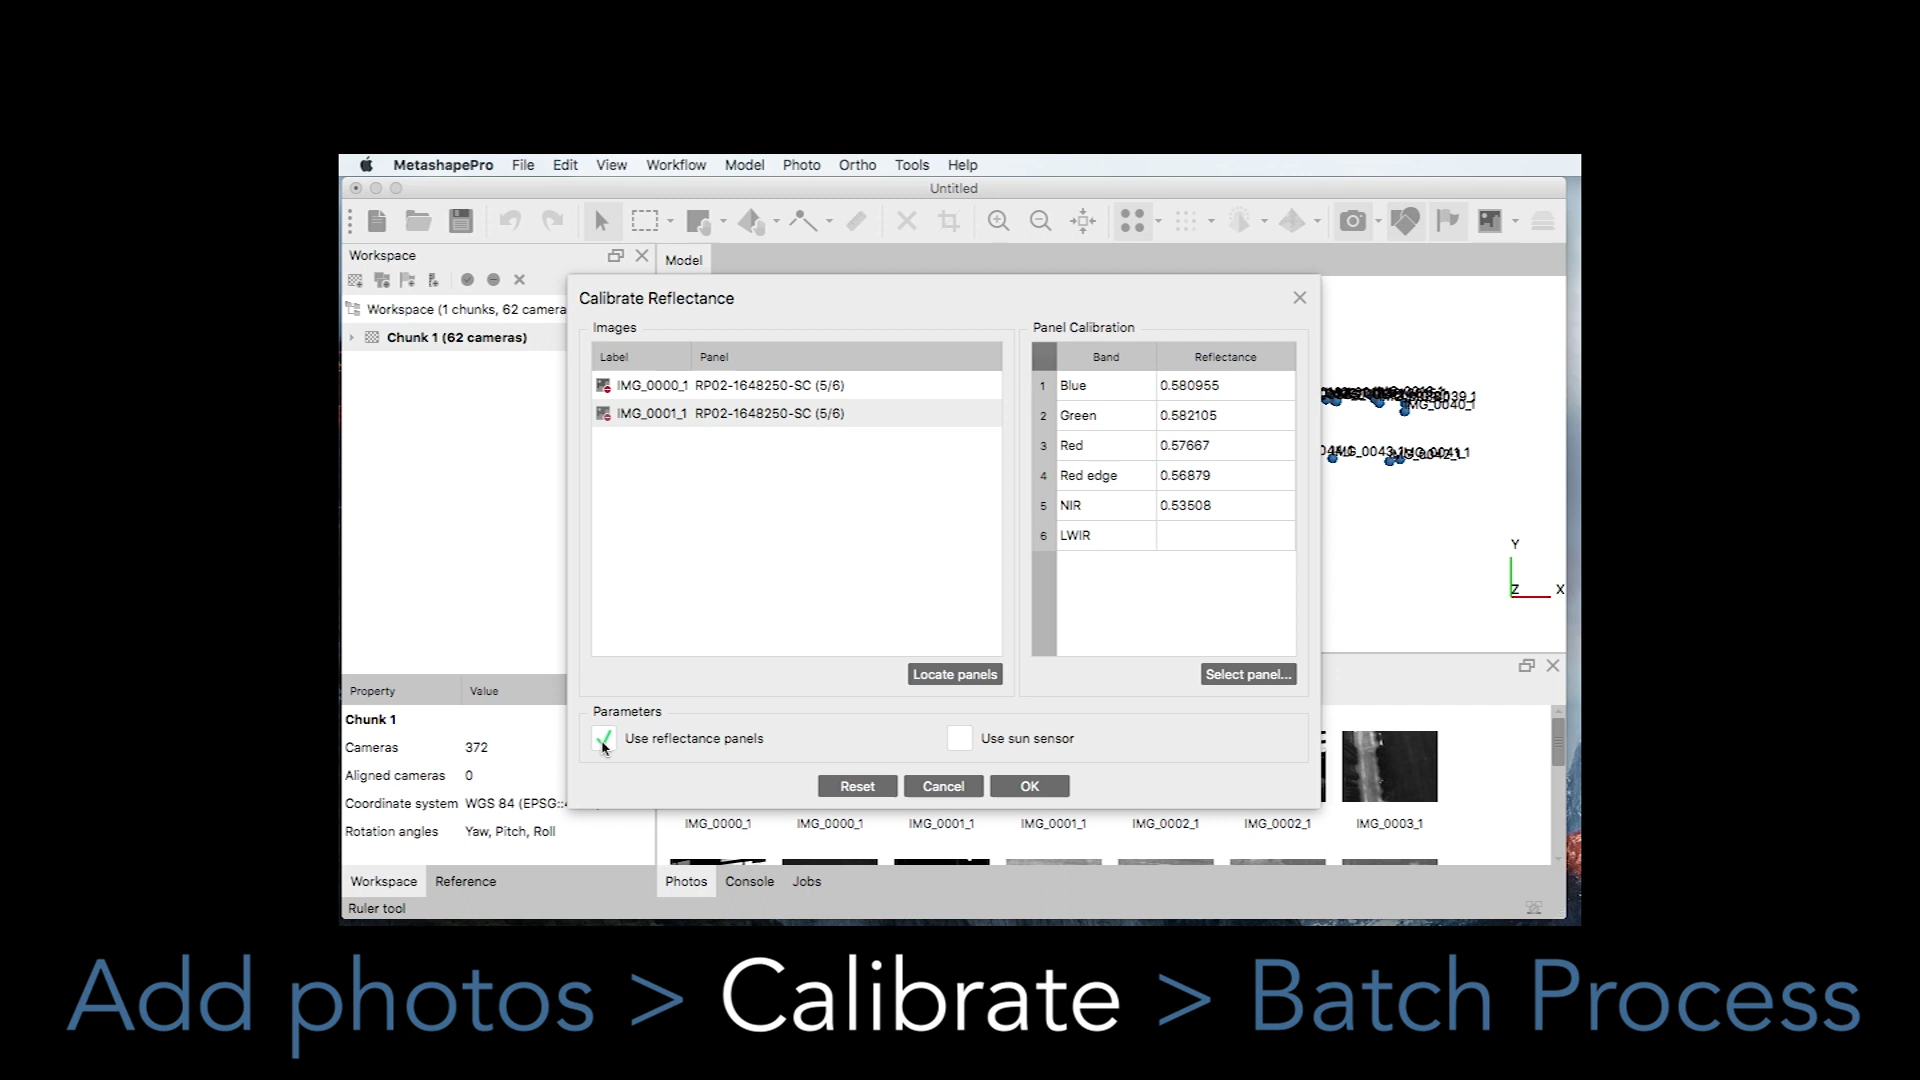 MetashapePro File Edit View Workflow Model Photo Ortho Tools Help
Untitled
Workspace
Model
Workspace (1 chunks, 62 camera
Chunk 1 (62 cameras)
Calibrate Reflectance
Images
Label Panel
IMG_0000_1 RP02-1648250-SC (5/6)
IMG_0001_1 RP02-1648250-SC (5/6)
Locate panels
Panel Calibration
Band Reflectance
1 Blue 0.580955
2 Green 0.582105
3 Red 0.57667
4 Red edge 0.56879
5 NIR 0.53508
6 LWIR
Select panel...
Parameters
Use reflectance panels Use sun sensor
Reset Cancel OK
IMG_0040_1
Y
Z X
Property Value
Chunk 1
Cameras 372
Aligned cameras 0
Coordinate system WGS 84 (EPSG::
Rotation angles Yaw, Pitch, Roll
IMG_0000_1 IMG_0000_1 IMG_0001_1 IMG_0001_1 IMG_0002_1 IMG_0002_1 IMG_0003_1
Workspace Reference
Photos Console Jobs
Ruler tool
Add photos > Calibrate > Batch Process